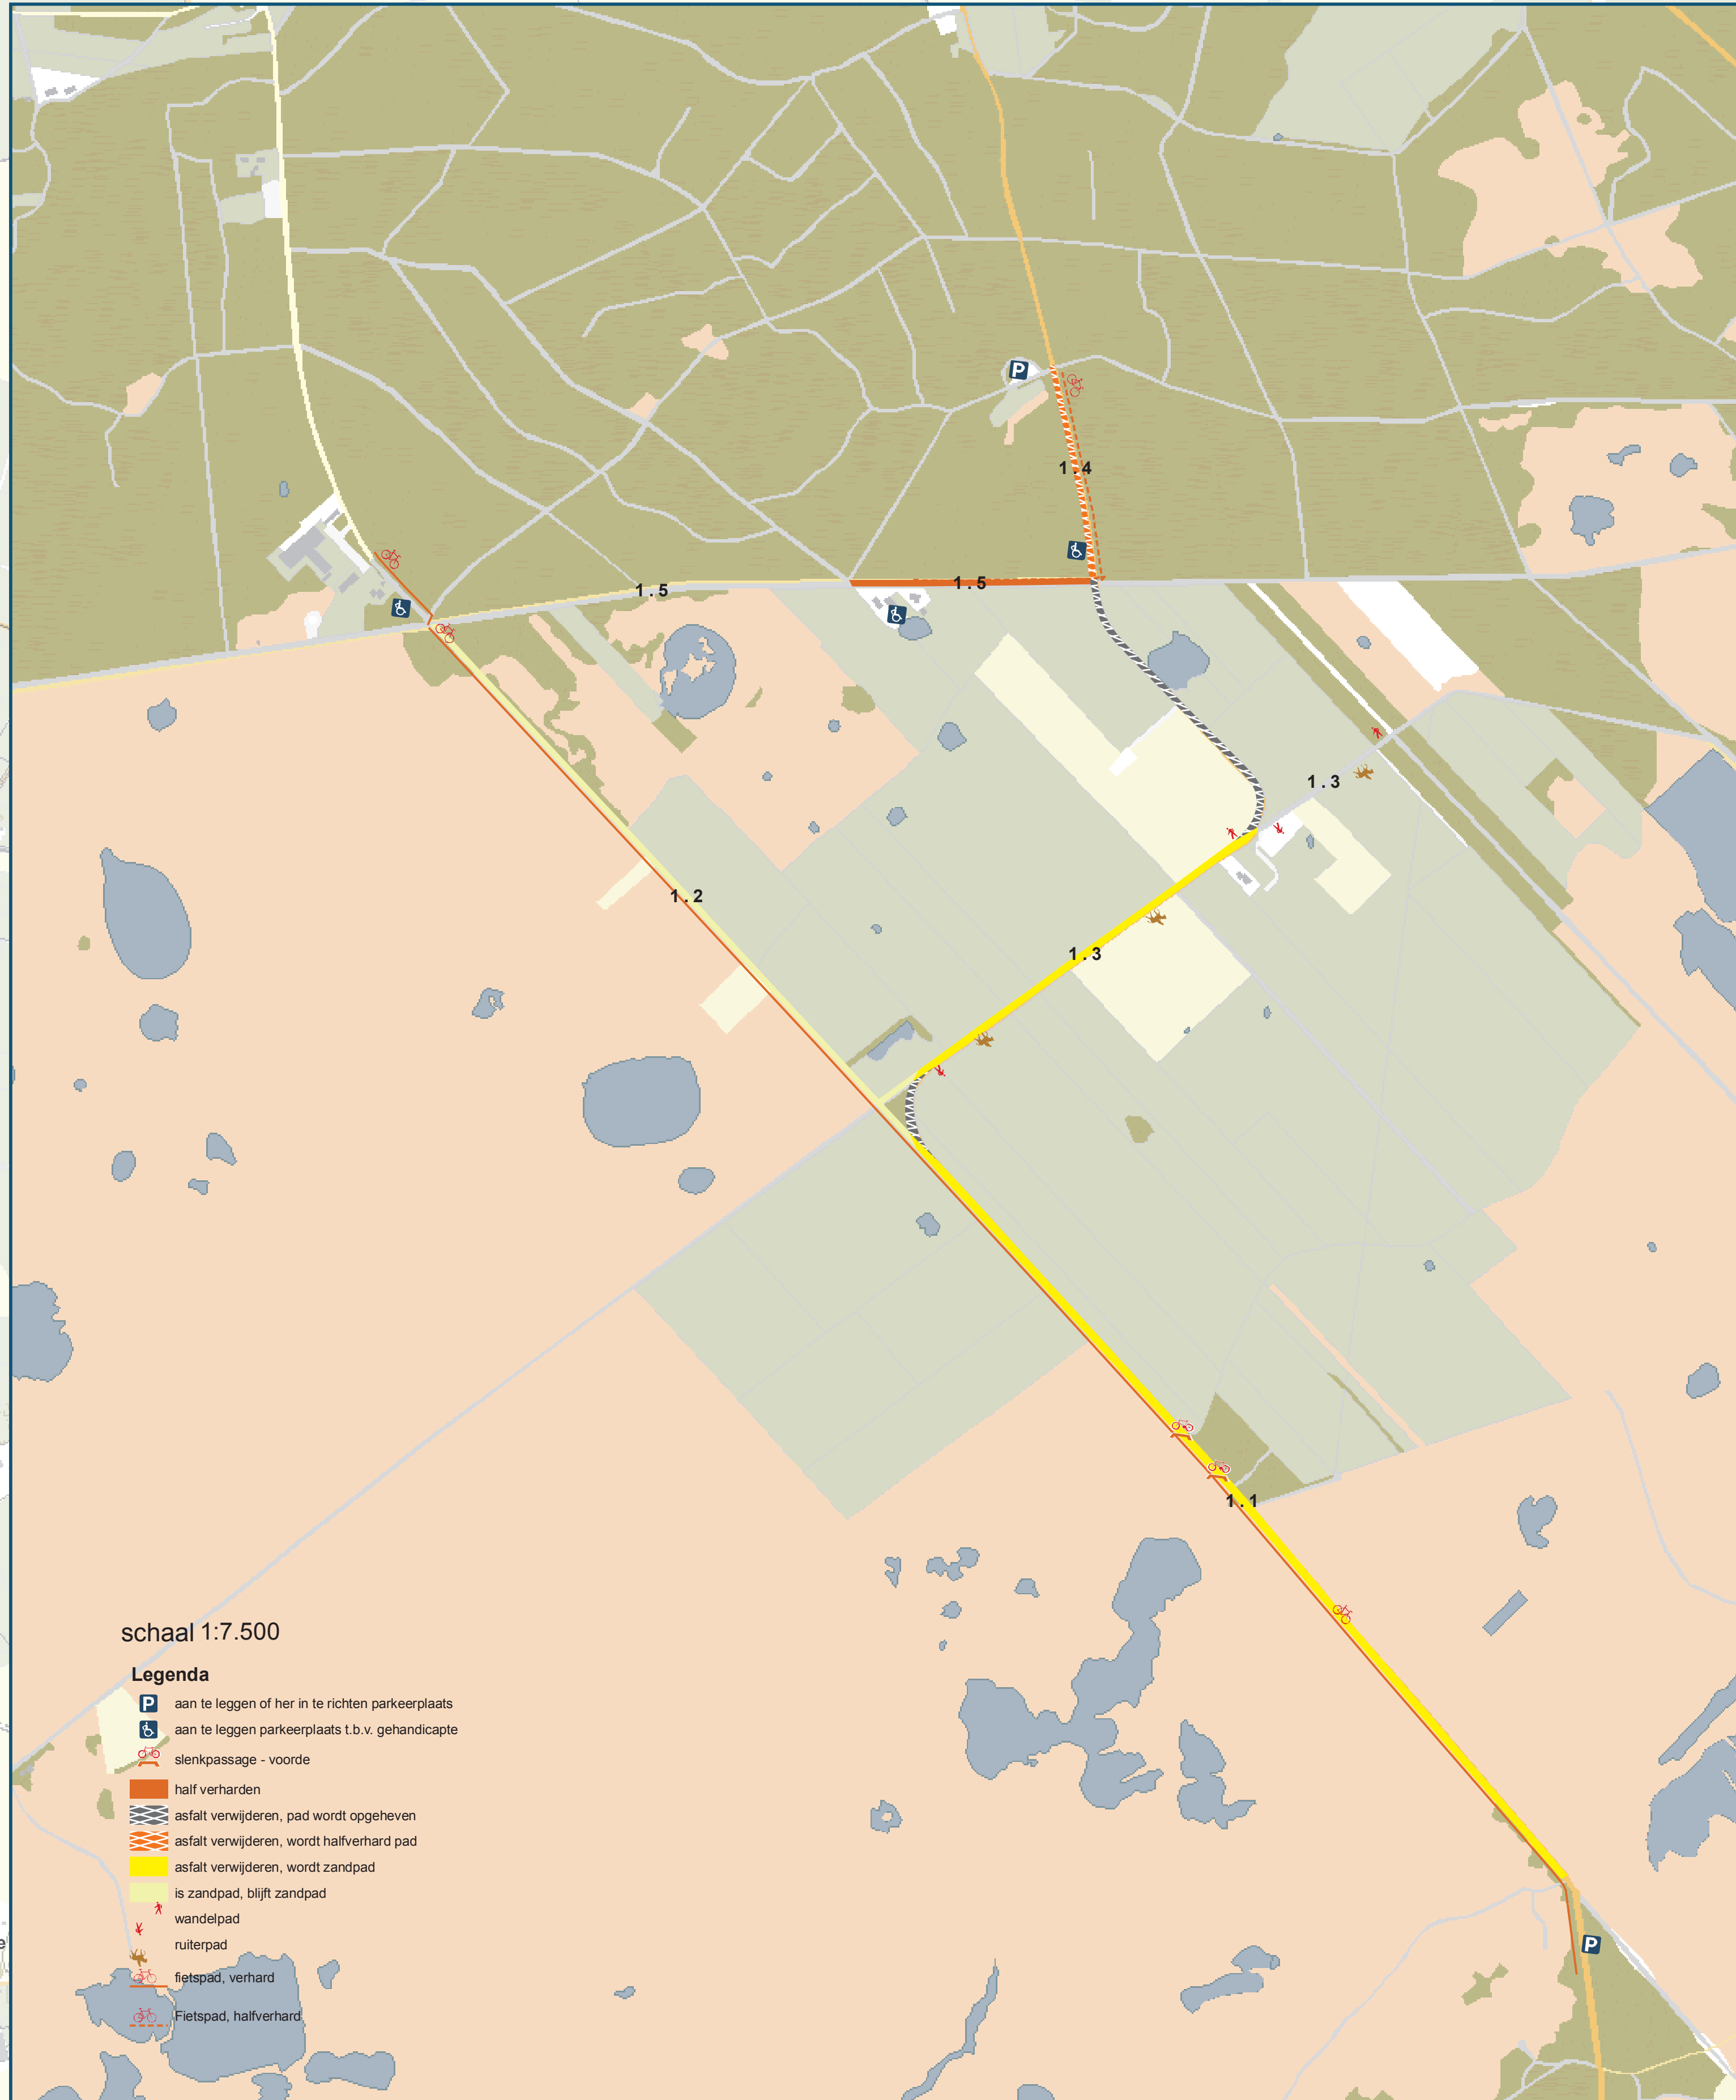 P
1.4
1.5
1.5
1.3
1.2
1.3
1.1
schaal 1:7.500
Legenda
P aan te leggen of her in te richten parkeerplaats
aan te leggen parkeerplaats t.b.v. gehandicapte
slenkpassage - voorde
half verharden
asfalt verwijderen, pad wordt opgeheven
asfalt verwijderen, wordt halfverhard pad
asfalt verwijderen, wordt zandpad
is zandpad, blijft zandpad
wandelpad
ruiterpad
P
fietspad, verhard
Fietspad, halfverhard